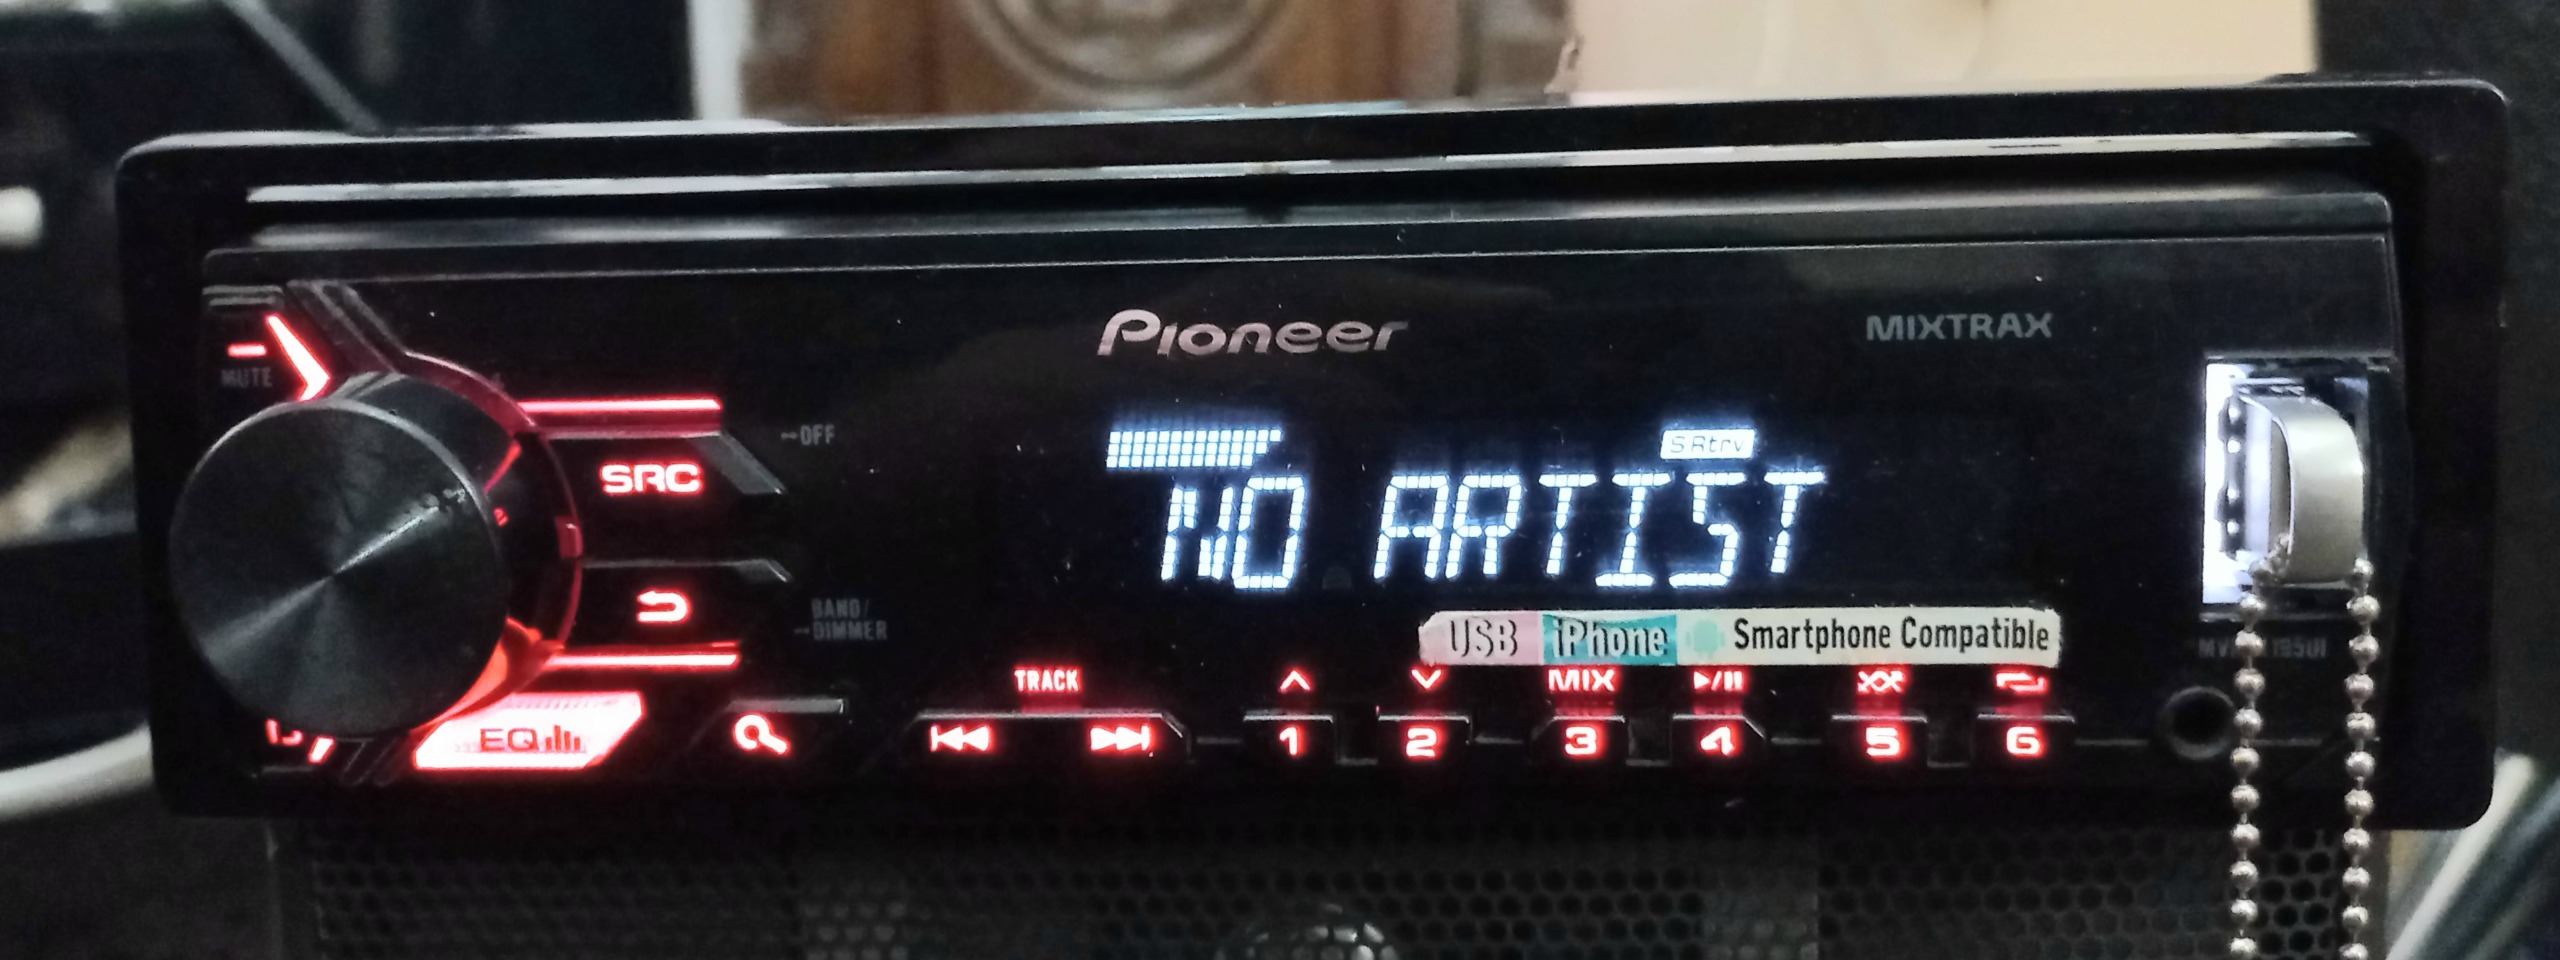 Pioneer
MIXTRAX
MUTE
OFF
SRC
S Rtrv
NO ARTIST
BAND/
DIMMER
USB iPhone Smartphone Compatible
TRACK
MIX
EQ
1 2 3 4 5 6